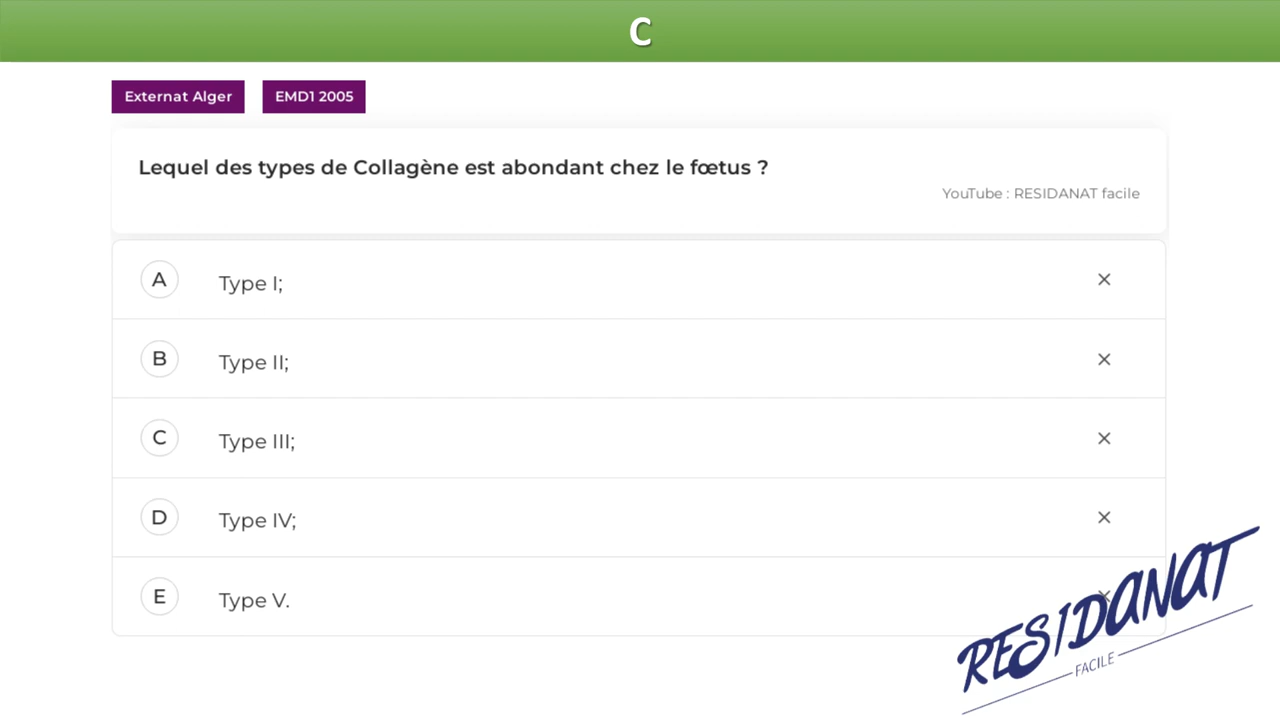 C
Externat Alger
EMD1 2005
Lequel des types de Collagène est abondant chez le fœtus ?
YouTube : RESIDANAT facile
A Type I;
B Type II;
C Type III;
D Type IV;
E Type V.
RESIDANAT
FACILE